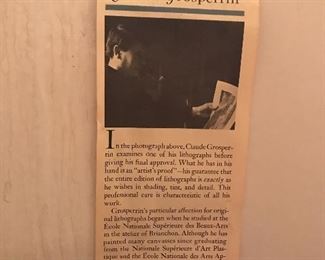 Grosperrin
In the photograph above, Claude Grosper-
rin examines one of his lithographs before
giving his final approval. What he has in his
hand is an "artist's proof"—his guarantee that
the entire edition of lithographs is exactly as
he wishes in shading, tint, and detail. This
professional care is characteristic of all his
work.
Grosperrin's particular affection for orig-
inal lithographs began when he studied at the
Ecole Nationale Supérieure des Beaux-Arts
in the atelier of Brianchon. Although he has
painted many canvasses since graduating
from the Nationale Supérieure d'Art Plas-
tique and the Ecole Nationale des Arts Ap-